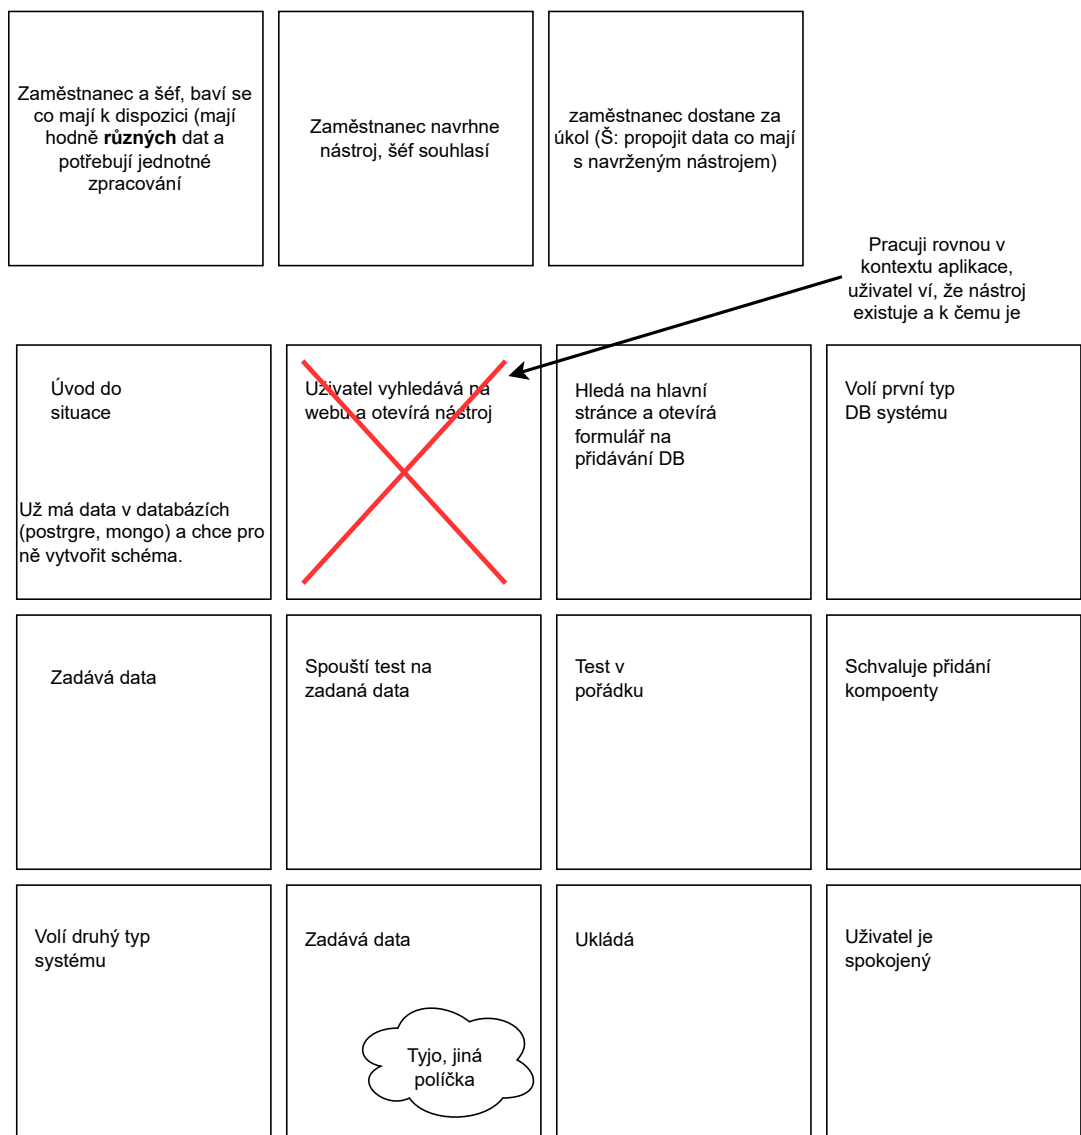 Zaměstnanec a šéf, baví se
co mají k dispozici (mají
hodně různých dat a
potřebují jednotné
zpracování
Zaměstnanec navrhne
nástroj, šéf souhlasí
zaměstnanec dostane za
úkol (Š: propojit data co mají
s navrženým nástrojem)
Pracuji rovnou v
kontextu aplikace,
uživatel ví, že nástroj
existuje a k čemu je
Úvod do
situace
Už má data v databázích
(postrgre, mongo) a chce pro
ně vytvořit schéma.
Uživatel vyhledává na
webu a otevírá nástroj
Hledá na hlavní
stránce a otevírá
formulář na
přidávání DB
Volí první typ
DB systému
Zadává data
Spouští test na
zadaná data
Test v
pořádku
Schvaluje přidání
kompoenty
Volí druhý typ
systému
Zadává data
Tyjo, jiná
políčka
Ukládá
Uživatel je
spokojený